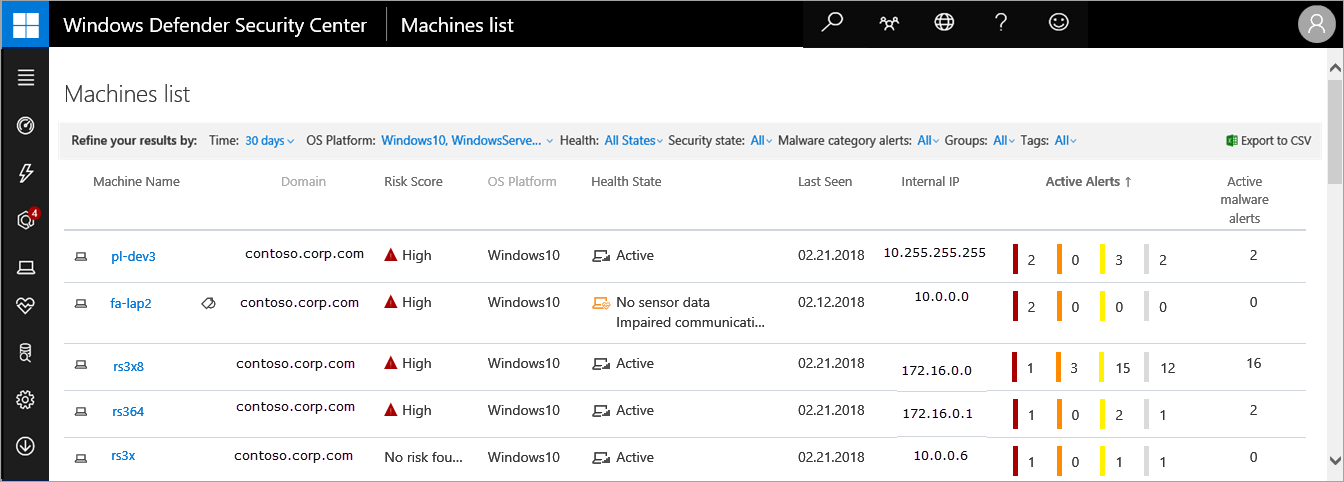 Windows Defender Security Center Machines list
4
Machines list
Refine your results by: Time: 30 days OS Platform: Windows10, WindowsServe... Health: All States Security state: All Malware category alerts: All Groups: All Tags: All Export to CSV
Machine Name Domain Risk Score OS Platform Health State Last Seen Internal IP Active Alerts ↑ Active
malware
alerts
pl-dev3 contoso.corp.com High Windows10 Active 02.21.2018 10.255.255.255 2 0 3 2 2
fa-lap2 contoso.corp.com High Windows10 No sensor data 02.12.2018 10.0.0.0 2 0 0 0 0
Impaired communicati...
rs3x8 contoso.corp.com High Windows10 Active 02.21.2018 172.16.0.0 1 3 15 12 16
rs364 contoso.corp.com High Windows10 Active 02.21.2018 172.16.0.1 1 0 2 1 2
rs3x contoso.corp.com No risk fou... Windows10 Active 02.21.2018 10.0.0.6 1 0 1 1 0